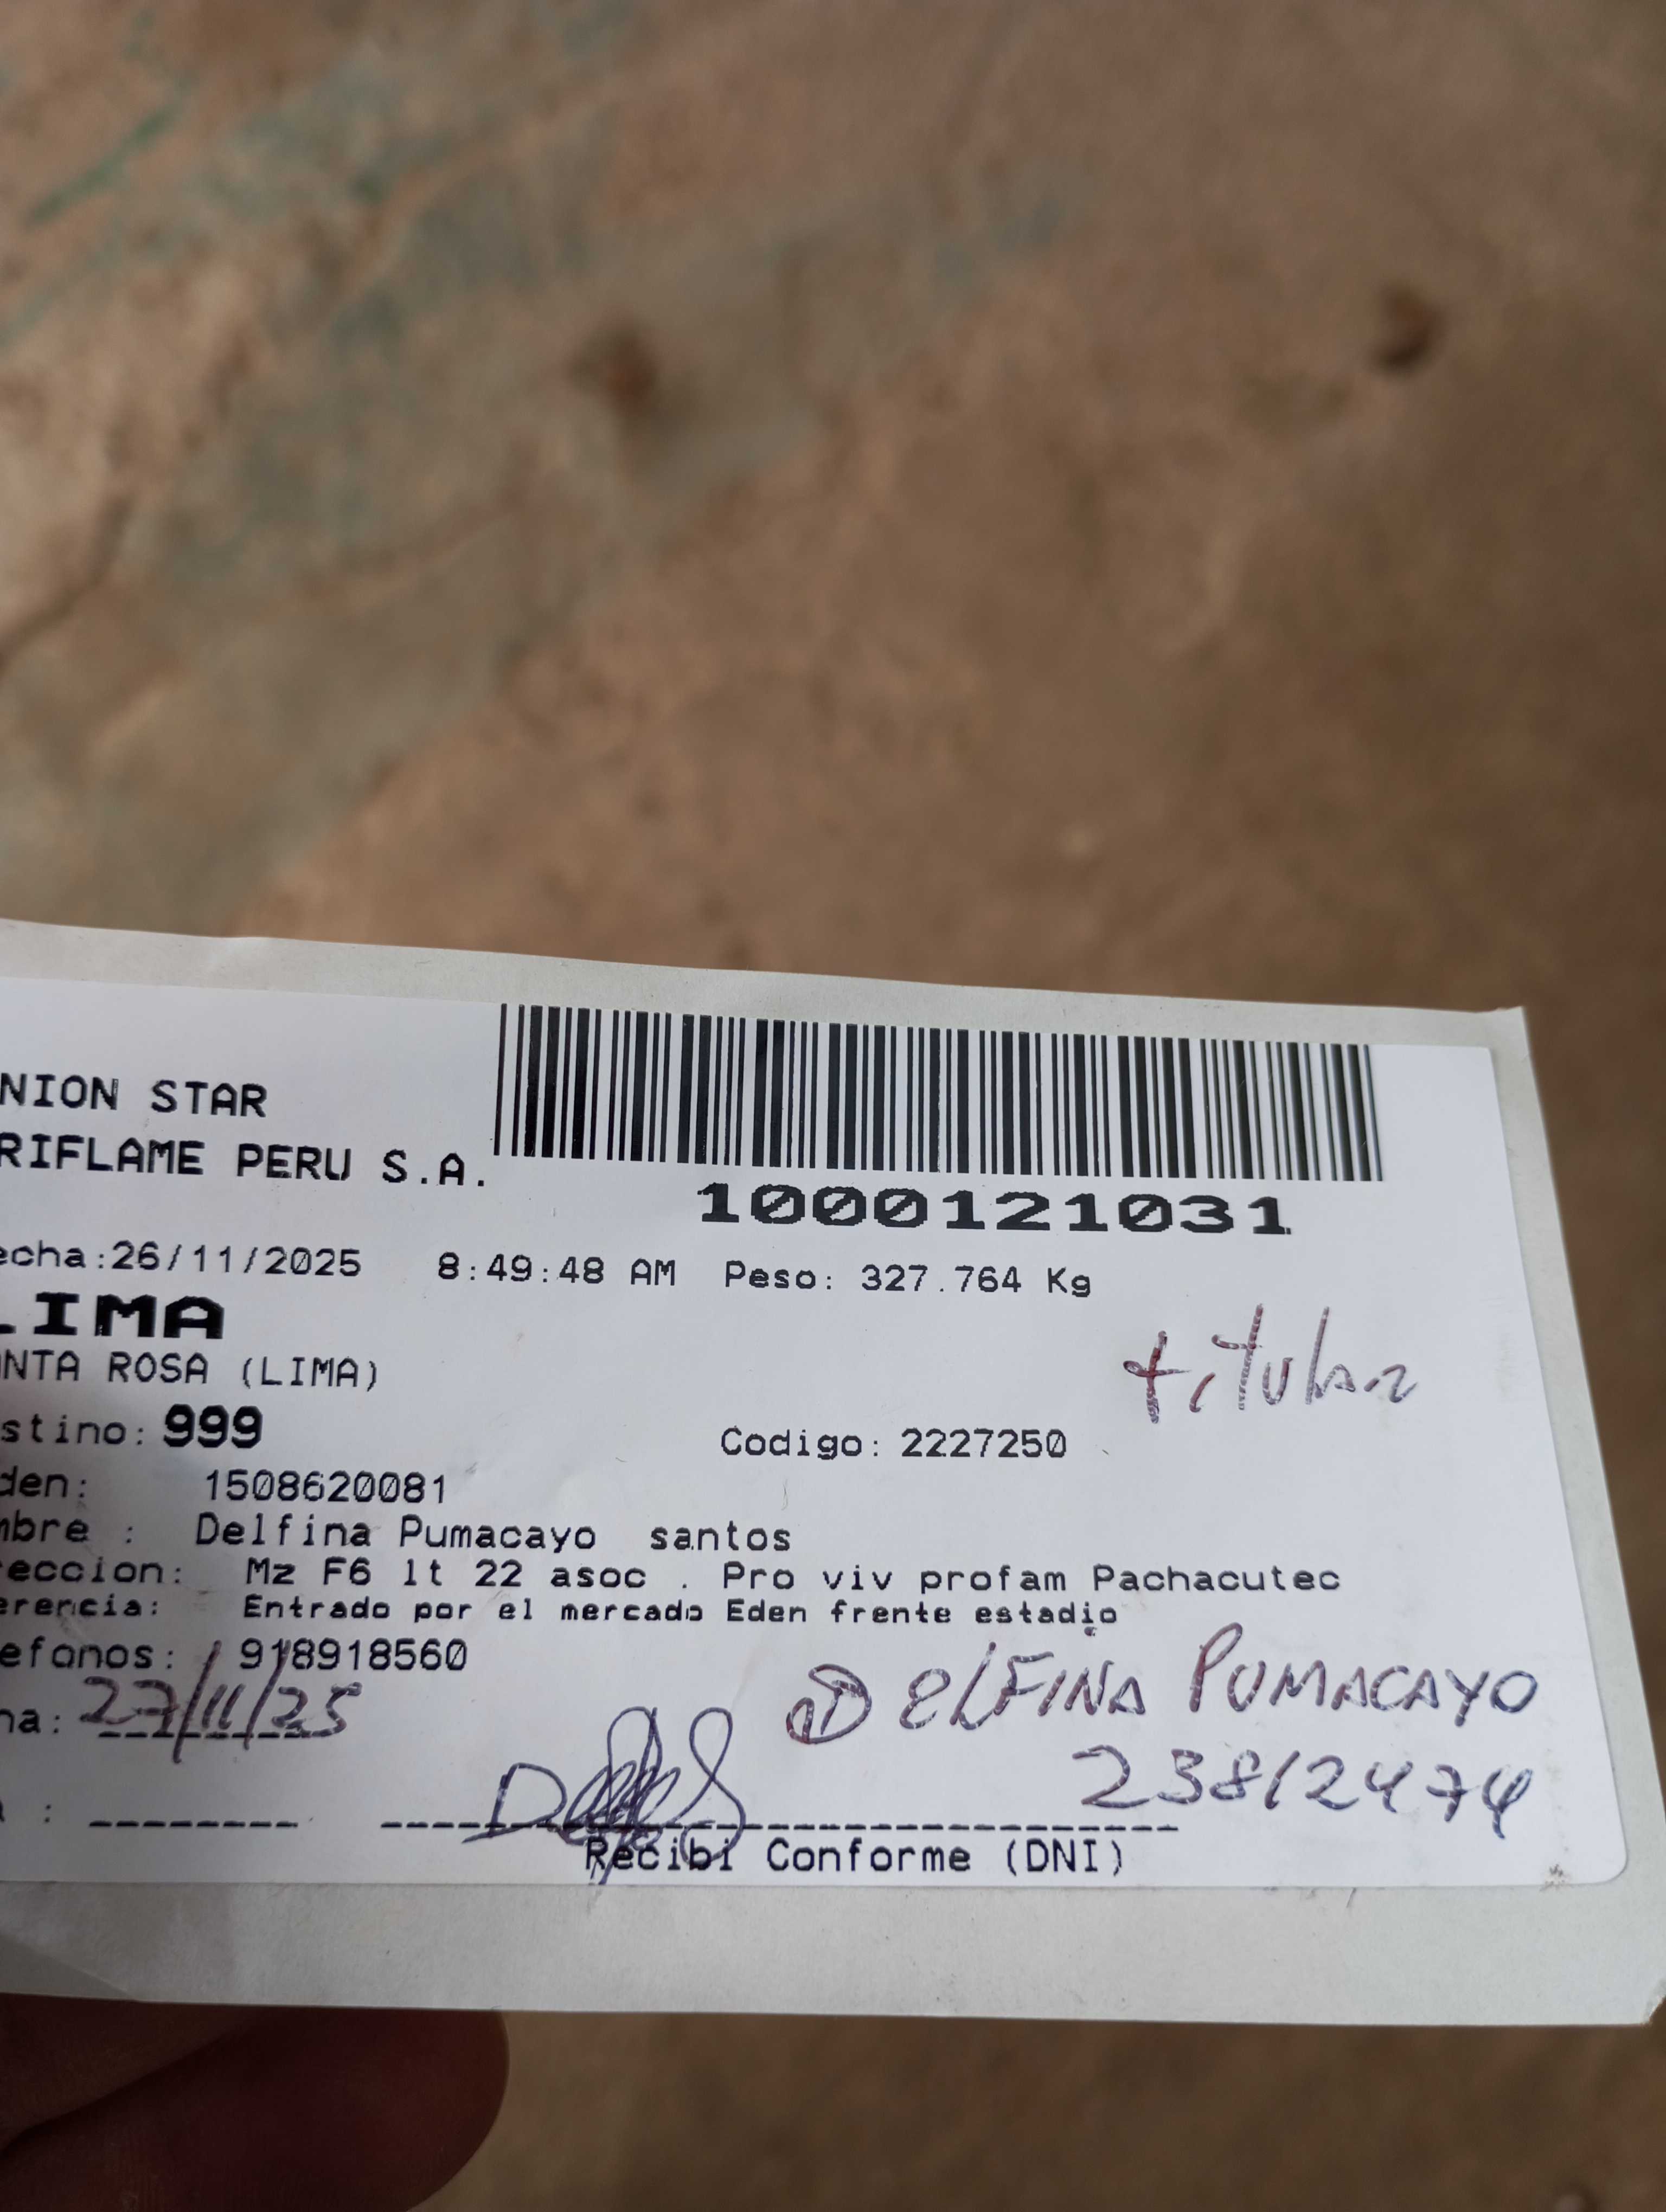 NION STAR
RIFLAME PERU S.A.
1000121031
echa:26/11/2025 8:49:48 AM Peso: 327.764 Kg
LIMA
NTA ROSA (LIMA)
titular
stino: 999
Codigo: 2227250
den: 1508620081
mbre : Delfina Pumacayo santos
reccion: Mz F6 lt 22 asoc . Pro viv profam Pachacutec
erencia: Entrado por el mercado Eden frente estadio
efonos: 918918560
DELFINA PUMACAYO
na: 27/11/25
23812474
Recibi Conforme (DNI)